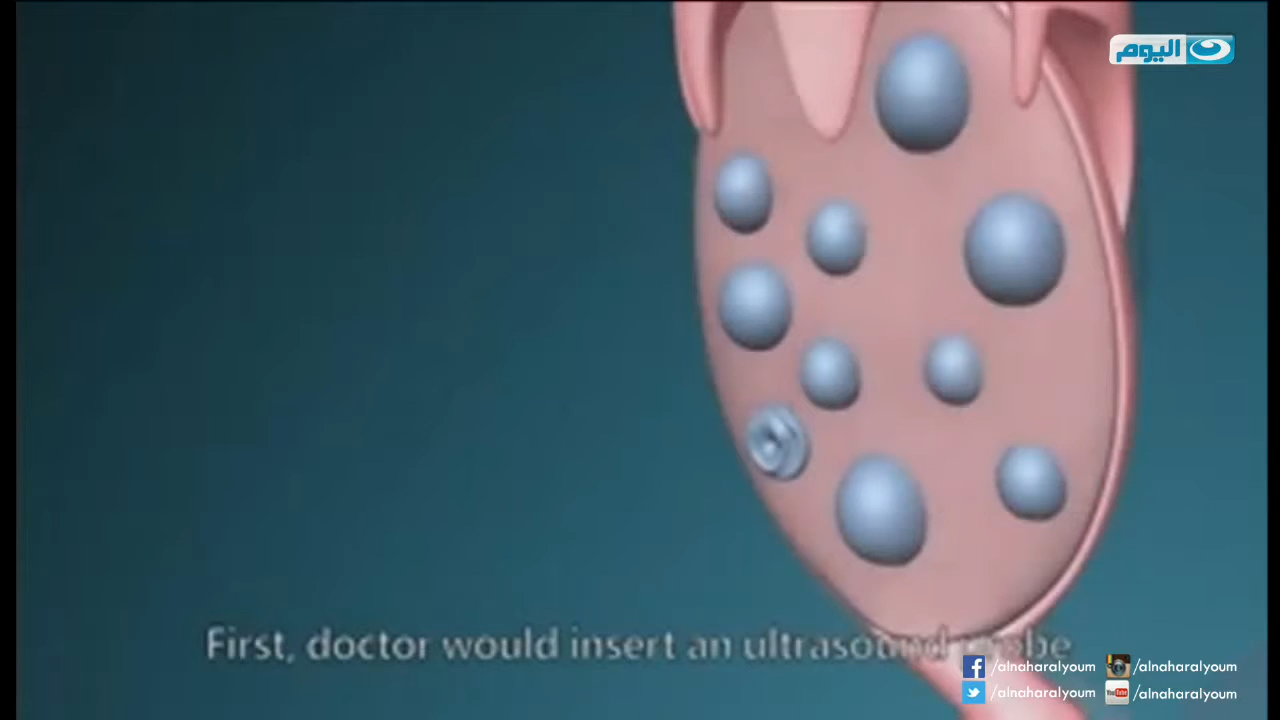 اليوم
First, doctor would insert an ultrasound probe
/alnaharalyoum /alnaharalyoum
/alnaharalyoum /alnaharalyoum